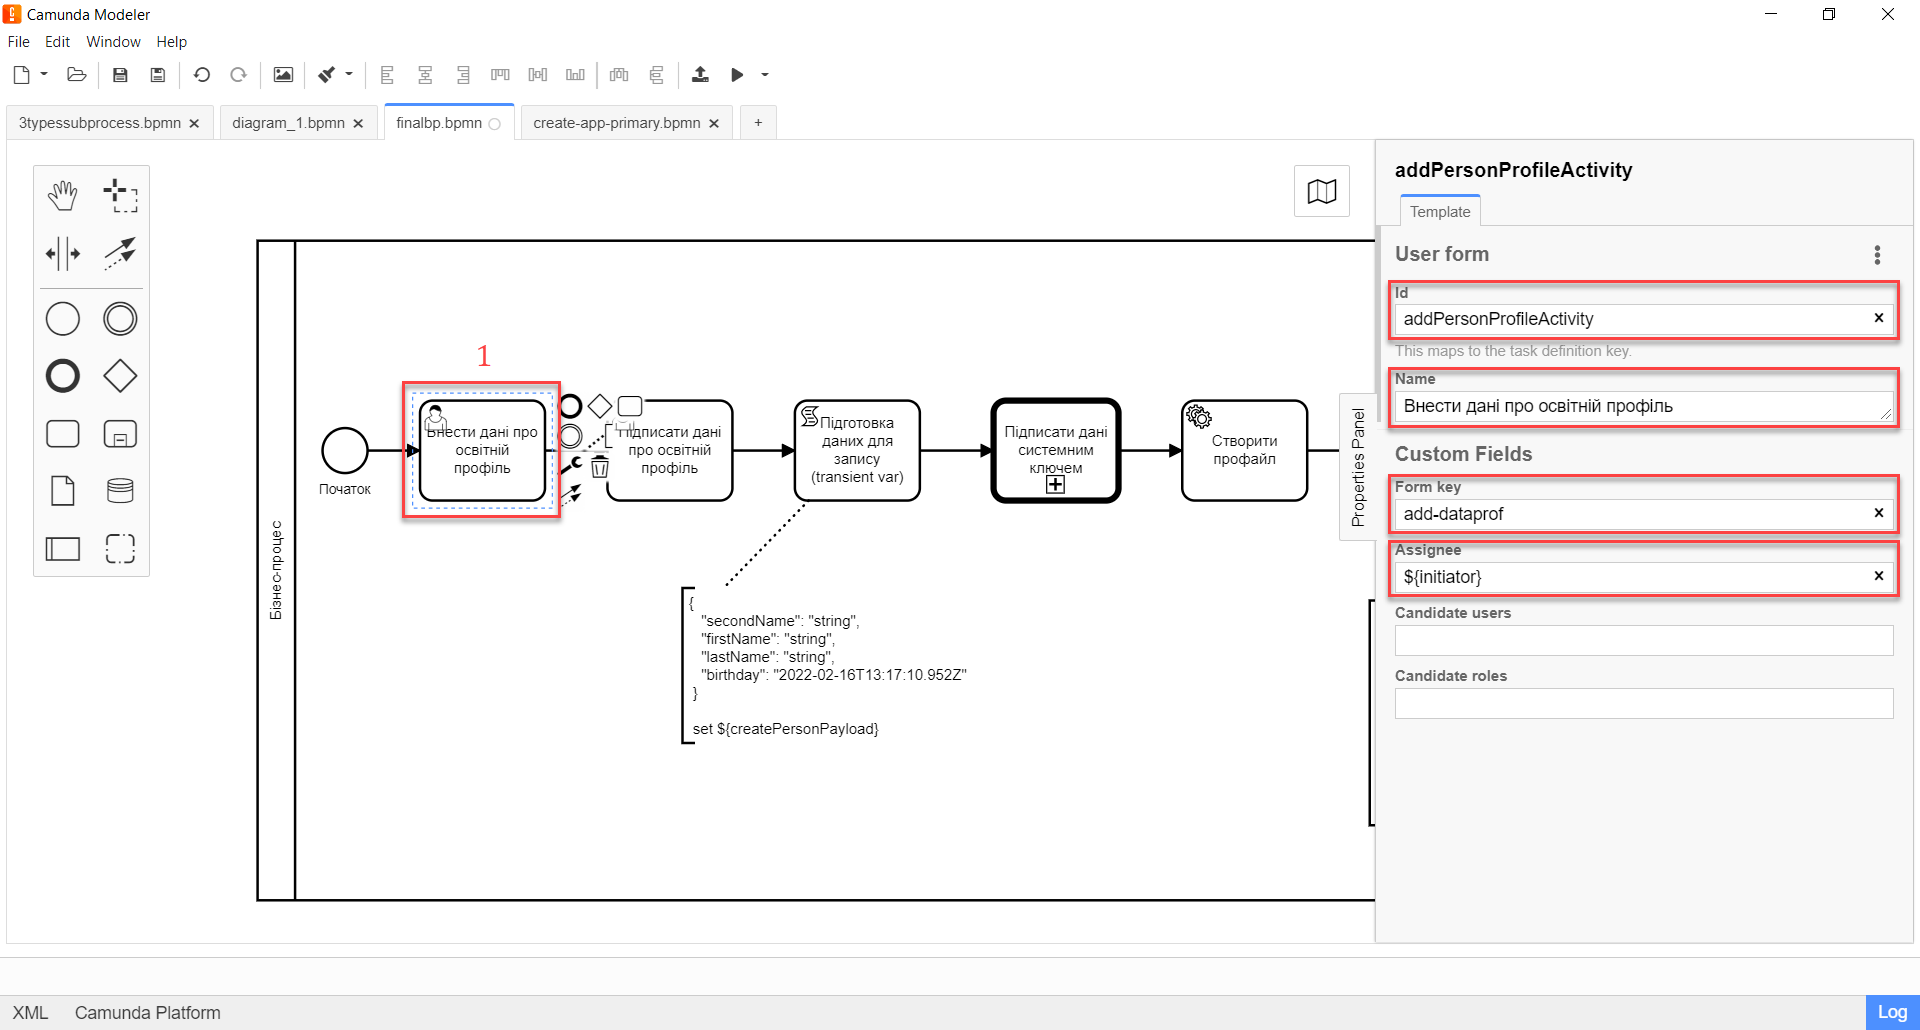 Camunda Modeler
File Edit Window Help
3typessubprocess.bpmn
diagram_1.bpmn
finalbp.bpmn
create-app-primary.bpmn
+
addPersonProfileActivity
Template
User form
Id
addPersonProfileActivity
This maps to the task definition key.
Name
Внести дані про освітній профіль
Custom Fields
Form key
add-dataprof
Assignee
${initiator}
Candidate users
Candidate roles
Properties Panel
Бізнес-процес
1
Початок
Внести дані про
освітній
профіль
Підписати дані
про освітній
профіль
Підготовка
даних для
запису
(transient var)
Підписати дані
системним
ключем
Створити
профайл
{
"secondName": "string",
"firstName": "string",
"lastName": "string",
"birthday": "2022-02-16T13:17:10.952Z"
}
set ${createPersonPayload}
XML Camunda Platform
Log